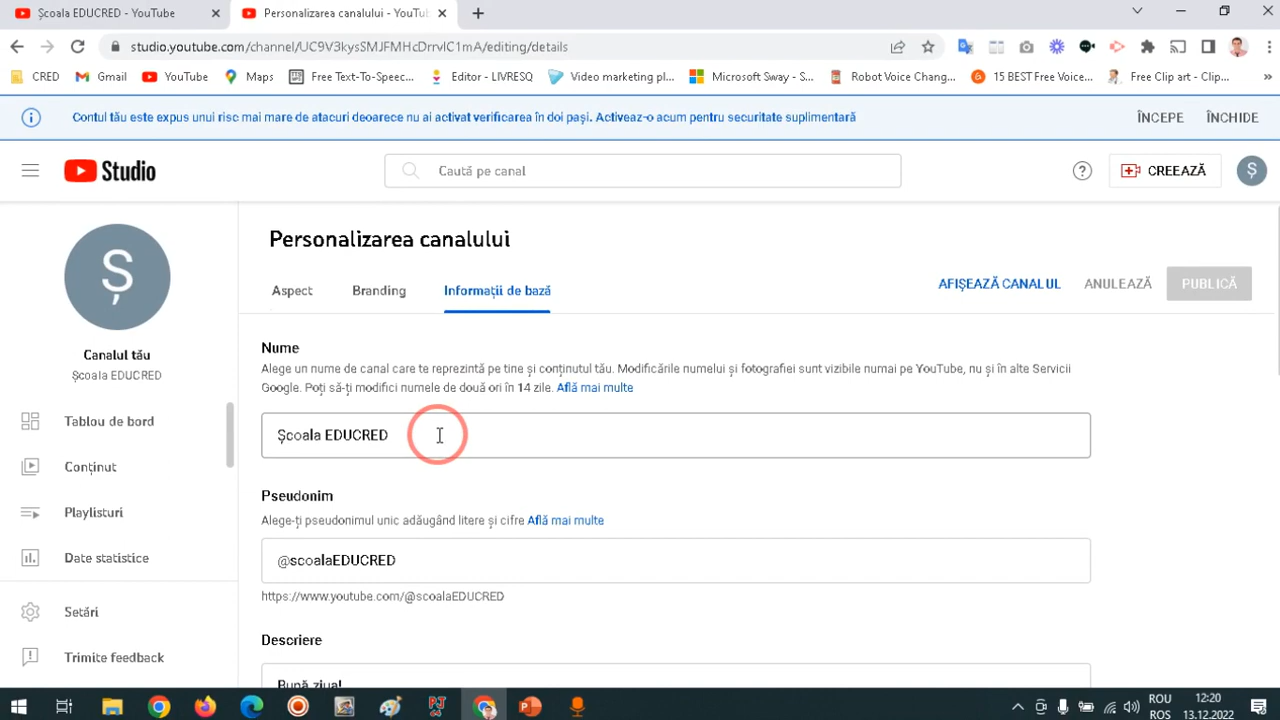 Școala EDUCRED - YouTube
Personalizarea canalului - YouTu
studio.youtube.com/channel/UC9V3kysSMJFMHcDrrvIC1mA/editing/details
CRED
Gmail
YouTube
Maps
Free Text-To-Speec...
Editor - LIVRESQ
Video marketing pl...
Microsoft Sway - S...
Robot Voice Chang...
15 BEST Free Voice...
Free Clip art - Clip...
»
Contul tău este expus unui risc mai mare de atacuri deoarece nu ai activat verificarea în doi pași. Activeaz-o acum pentru securitate suplimentară
ÎNCEPE
ÎNCHIDE
Studio
Caută pe canal
CREEAZĂ
Ș
Ș
Canalul tău
Școala EDUCRED
Tablou de bord
Conținut
Playlisturi
Date statistice
Setări
Trimite feedback
Personalizarea canalului
Aspect
Branding
Informații de bază
AFIȘEAZĂ CANALUL
ANULEAZĂ
PUBLICĂ
Nume
Alege un nume de canal care te reprezintă pe tine și conținutul tău. Modificările numelui și fotografiei sunt vizibile numai pe YouTube, nu și în alte Servicii
Google. Poți să-ți modifici numele de două ori în 14 zile. Află mai multe
Școala EDUCRED
Pseudonim
Alege-ți pseudonimul unic adăugând litere și cifre Află mai multe
@scoalaEDUCRED
https://www.youtube.com/@scoalaEDUCRED
Descriere
Bună ziua!
ROU
ROS
12:20
13.12.2022